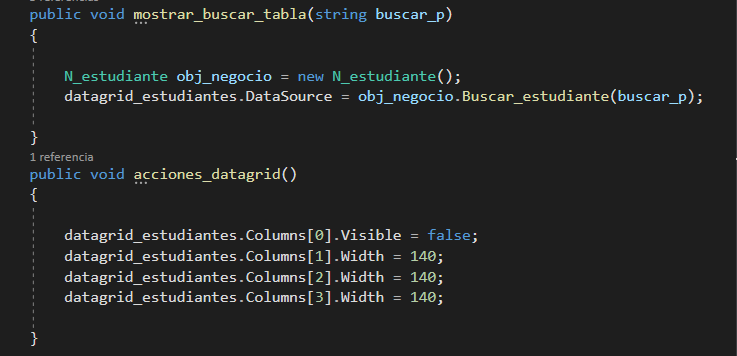 public void mostrar_buscar_tabla(string buscar_p)
{
N_estudiante obj_negocio = new N_estudiante();
datagrid_estudiantes.DataSource = obj_negocio.Buscar_estudiante(buscar_p);
}
1 referencia
public void acciones_datagrid()
{
datagrid_estudiantes.Columns[0].Visible = false;
datagrid_estudiantes.Columns[1].Width = 140;
datagrid_estudiantes.Columns[2].Width = 140;
datagrid_estudiantes.Columns[3].Width = 140;
}